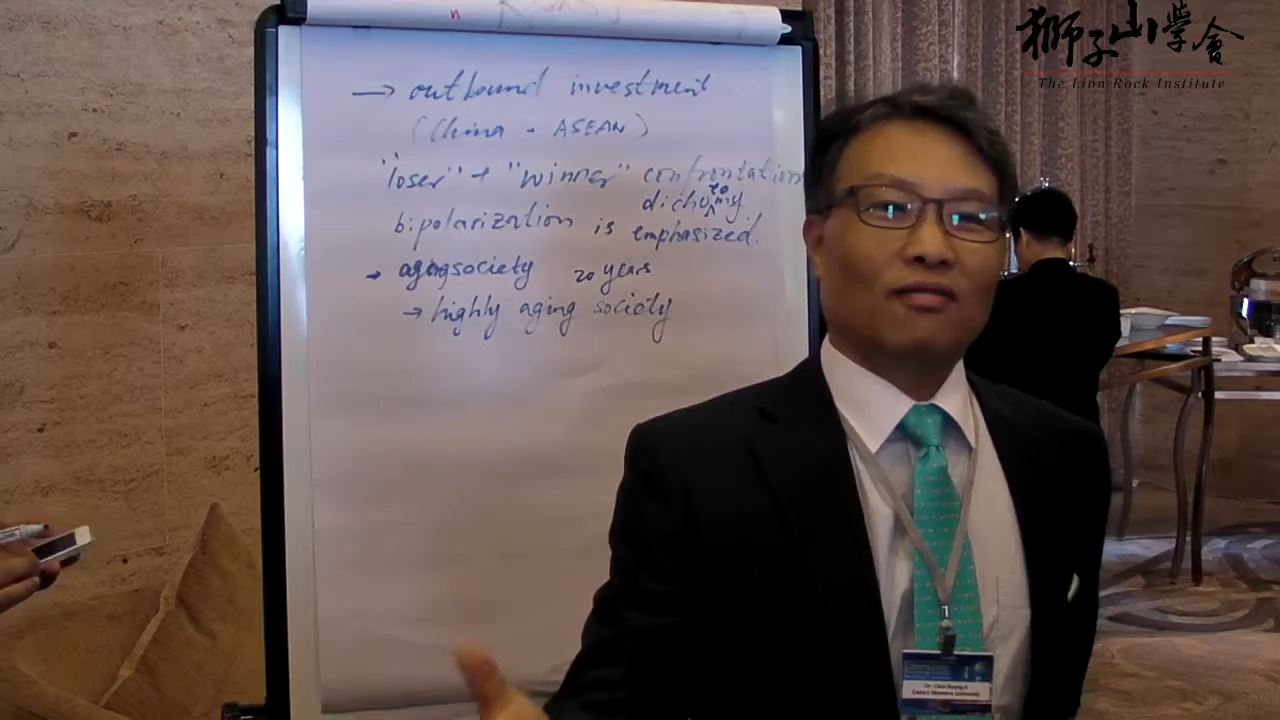 獅子山學會
The Lion Rock Institute
→ outbound investment
(China - ASEAN)
"loser" + "winner" confrontation
dichotomy
bipolarization is emphasized.
→ aging society 20 years
→ highly aging society